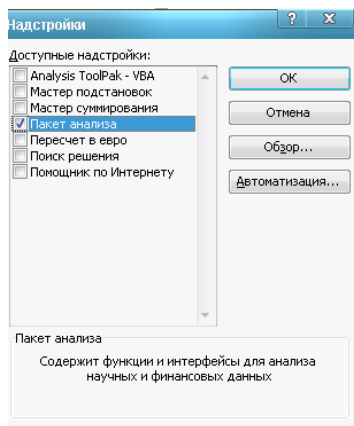 Надстройки
Доступные надстройки:
Analysis ToolPak - VBA
Мастер подстановок
Мастер суммирования
Пакет анализа
Пересчет в евро
Поиск решения
Помощник по Интернету
ОК
Отмена
Обзор...
Автоматизация...
Пакет анализа
Содержит функции и интерфейсы для анализа
научных и финансовых данных